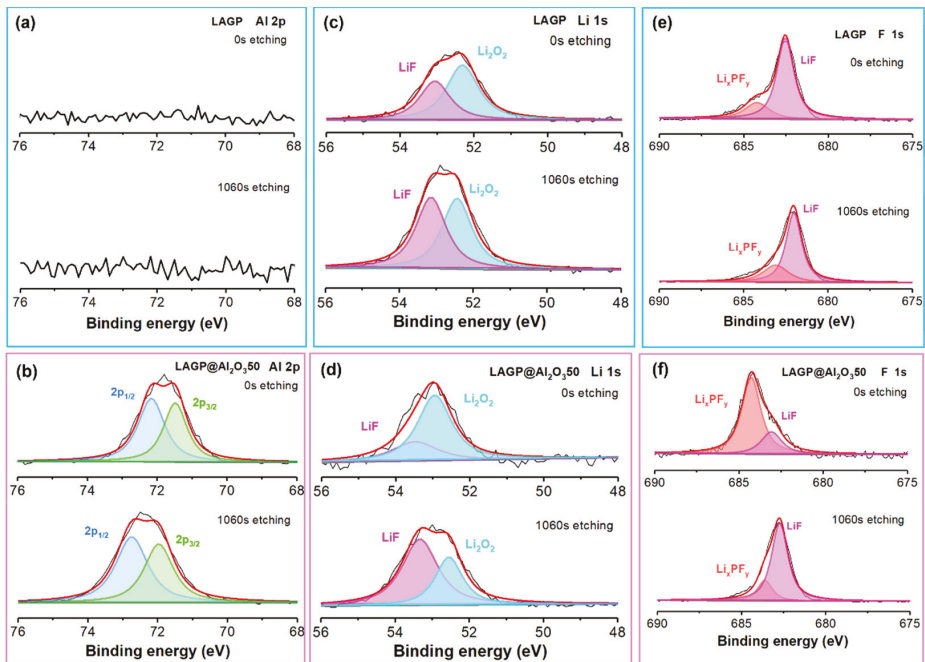 (a) LAGP Al 2p
0s etching
76 74 72 70 68
1060s etching
76 74 72 70 68
Binding energy (eV)
(c) LAGP Li 1s
0s etching
LiF
Li₂O₂
56 54 52 50 48
1060s etching
LiF
Li₂O₂
56 54 52 50 48
Binding energy (eV)
(e) LAGP F 1s
0s etching
LiF
LiₓPFᵧ
690 685 680 675
1060s etching
LiF
LiₓPFᵧ
690 685 680 675
Binding energy (eV)
(b) LAGP@Al₂O₃50 Al 2p
0s etching
2p1/2
2p3/2
76 74 72 70 68
1060s etching
2p1/2
2p3/2
76 74 72 70 68
Binding energy (eV)
(d) LAGP@Al₂O₃50 Li 1s
0s etching
Li₂O₂
LiF
56 54 52 50 48
1060s etching
LiF
Li₂O₂
56 54 52 50 48
Binding energy (eV)
(f) LAGP@Al₂O₃50 F 1s
0s etching
LiₓPFᵧ
LiF
690 685 680 675
1060s etching
LiF
LiₓPFᵧ
690 685 680 675
Binding energy (eV)